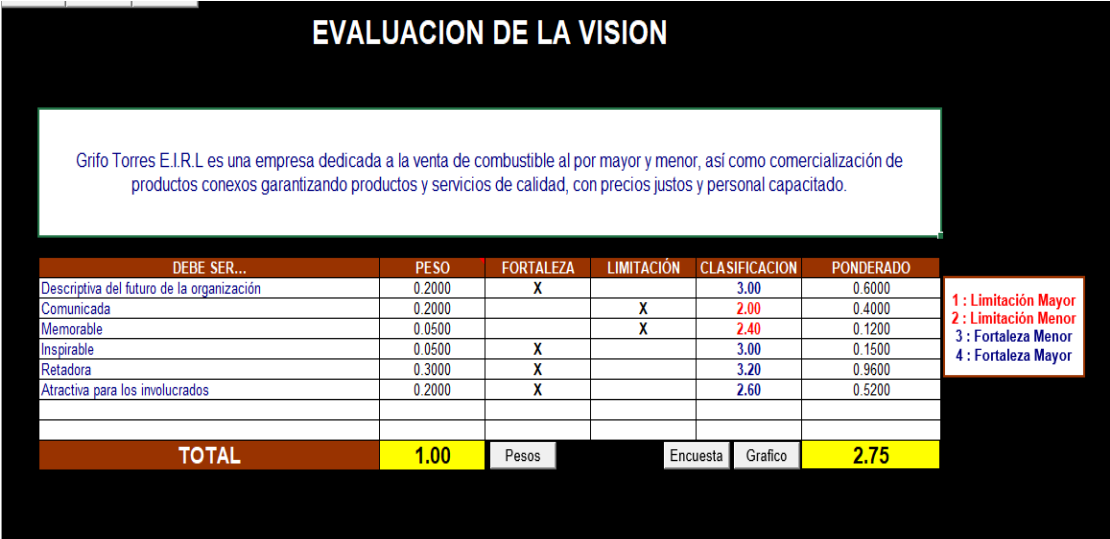 EVALUACION DE LA VISION
Grifo Torres E.I.R.L es una empresa dedicada a la venta de combustible al por mayor y menor, así como comercialización de
productos conexos garantizando productos y servicios de calidad, con precios justos y personal capacitado.
DEBE SER... PESO FORTALEZA LIMITACIÓN CLASIFICACION PONDERADO
Descriptiva del futuro de la organización 0.2000 X 3.00 0.6000
Comunicada 0.2000 X 2.00 0.4000
Memorable 0.0500 X 2.40 0.1200
Inspirable 0.0500 X 3.00 0.1500
Retadora 0.3000 X 3.20 0.9600
Atractiva para los involucrados 0.2000 X 2.60 0.5200
TOTAL 1.00 Pesos Encuesta Grafico 2.75
1 : Limitación Mayor
2 : Limitación Menor
3 : Fortaleza Menor
4 : Fortaleza Mayor